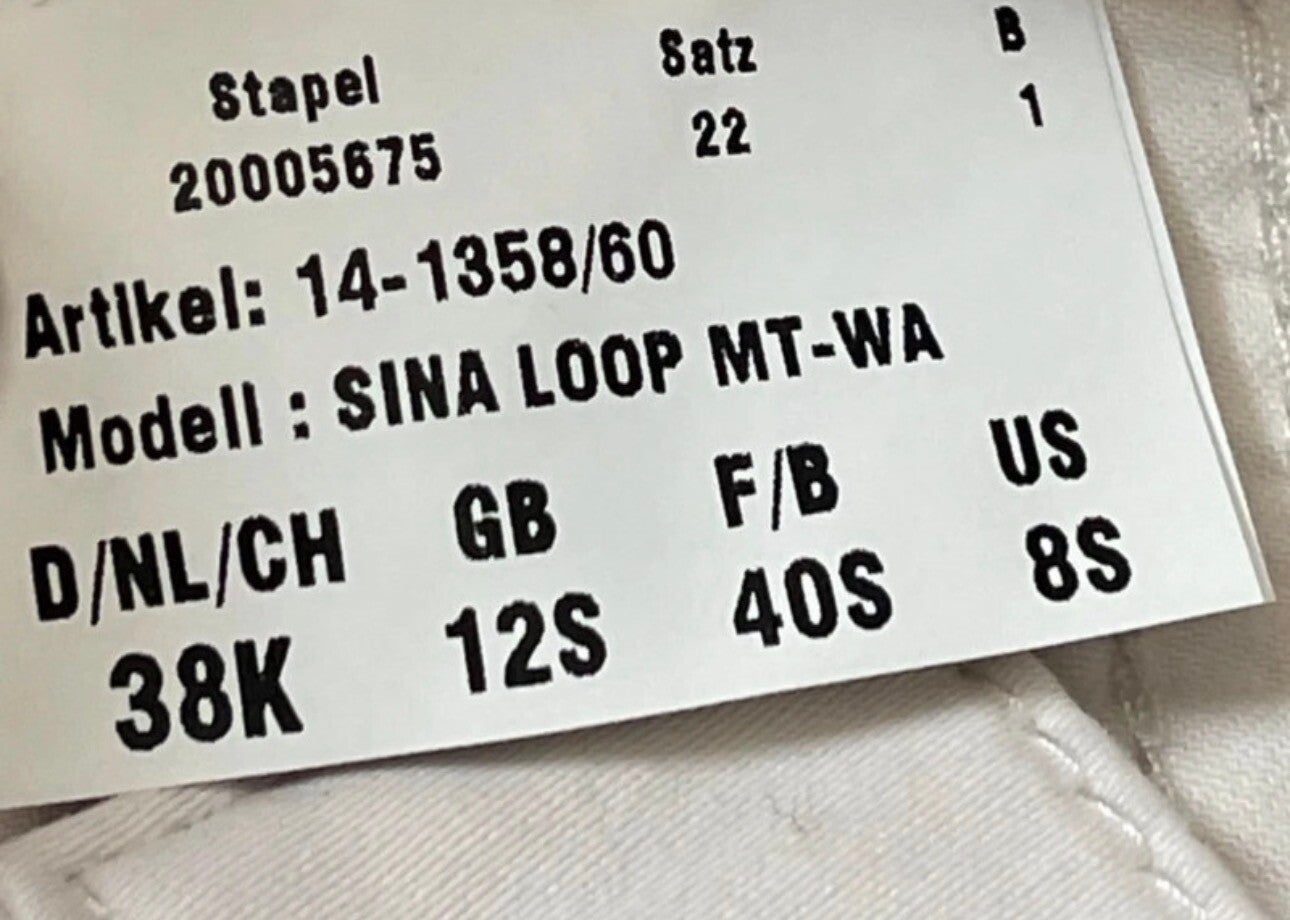 Stapel Satz B
20005675 22 1
Artikel: 14-1358/60
Modell : SINA LOOP MT-WA
D/NL/CH GB F/B US
38K 12S 40S 8S